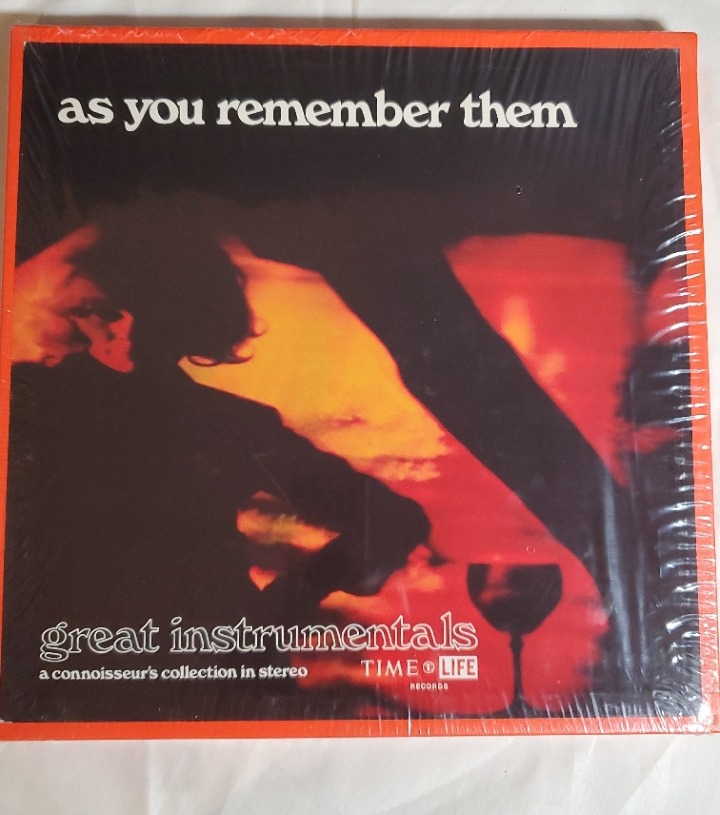 as you remember them
great instrumentals
a connoisseur's collection in stereo
TIME LIFE
RECORDS